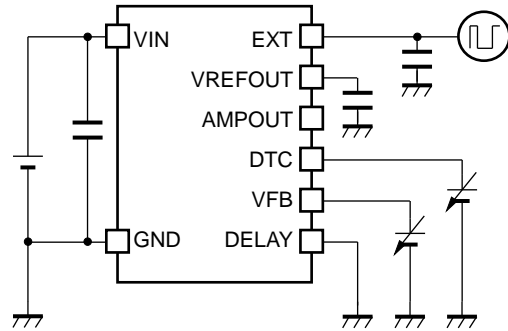 VIN EXT
VREFOUT
AMPOUT
DTC
VFB
GND DELAY